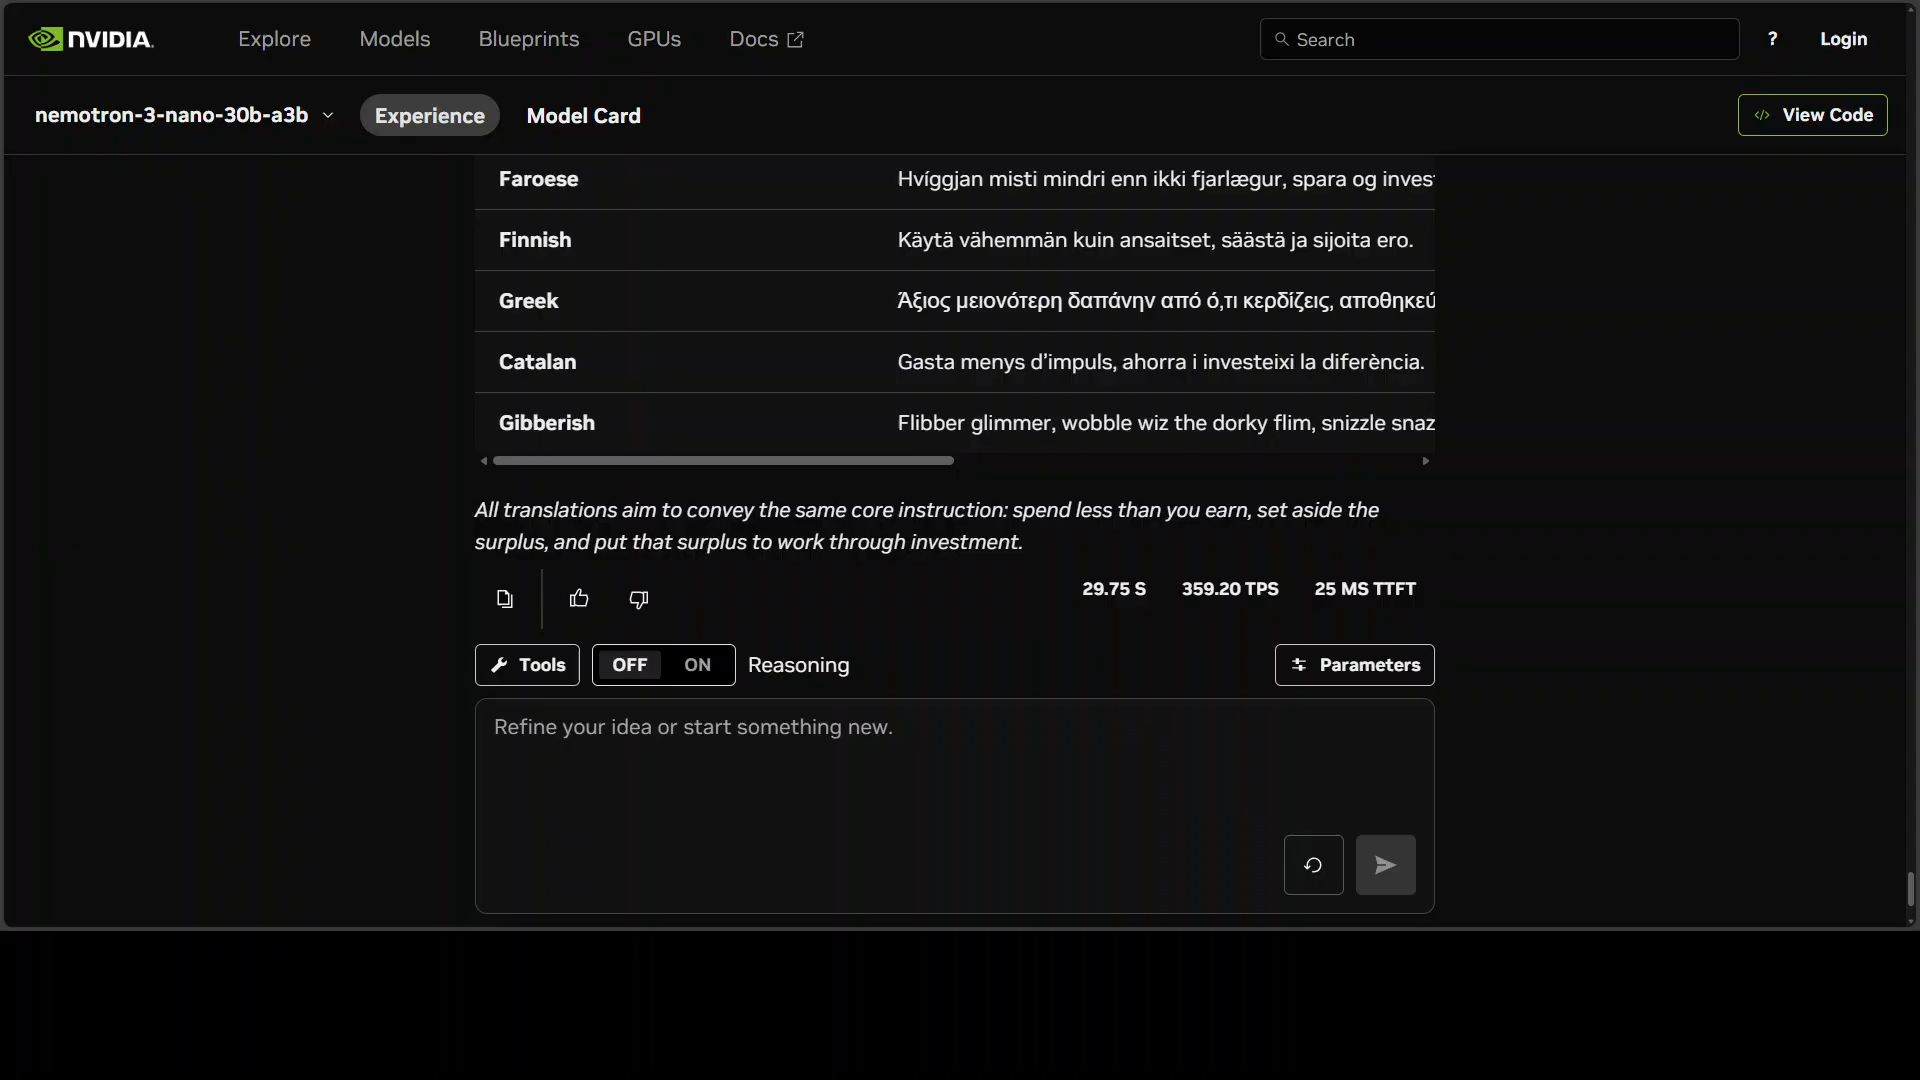 NVIDIA. Explore Models Blueprints GPUs Docs Search ? Login
nemotron-3-nano-30b-a3b Experience Model Card </> View Code
Faroese Hvíggjan misti mindri enn ikki fjarlægur, spara og inves
Finnish Käytä vähemmän kuin ansaitset, säästä ja sijoita ero.
Greek Άξιος μειονότερη δαπάνην από ό,τι κερδίζεις, αποθηκεύ
Catalan Gasta menys d’impuls, ahorra i investeixi la diferència.
Gibberish Flibber glimmer, wobble wiz the dorky flim, snizzle snaz
All translations aim to convey the same core instruction: spend less than you earn, set aside the
surplus, and put that surplus to work through investment.
29.75 S 359.20 TPS 25 MS TTFT
Tools OFF ON Reasoning Parameters
Refine your idea or start something new.